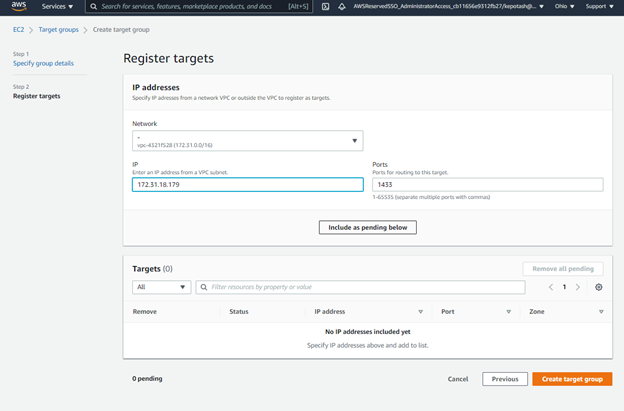 aws
Services ▼
Search for services, features, marketplace products, and docs [Alt+S]
AWSReservedSSO_AdministratorAccess_cb11656e9312fb27/kepotash@... ▼
Ohio ▼
Support ▼
EC2 > Target groups > Create target group
Step 1
Specify group details
Step 2
Register targets
Register targets
IP addresses
Specify IP adresses from a network VPC or outside the VPC to register as targets.
Network
-
vpc-4321f528 (172.31.0.0/16)
IP
Enter an IP address from a VPC subnet.
172.31.18.179
Ports
Ports for routing to this target.
1433
1-65535 (separate multiple ports with commas)
Include as pending below
Targets (0)
Remove all pending
All
Filter resources by property or value
< 1 >
Remove Status IP address Port Zone
No IP addresses included yet
Specify IP addresses above and add to list.
0 pending
Cancel
Previous
Create target group